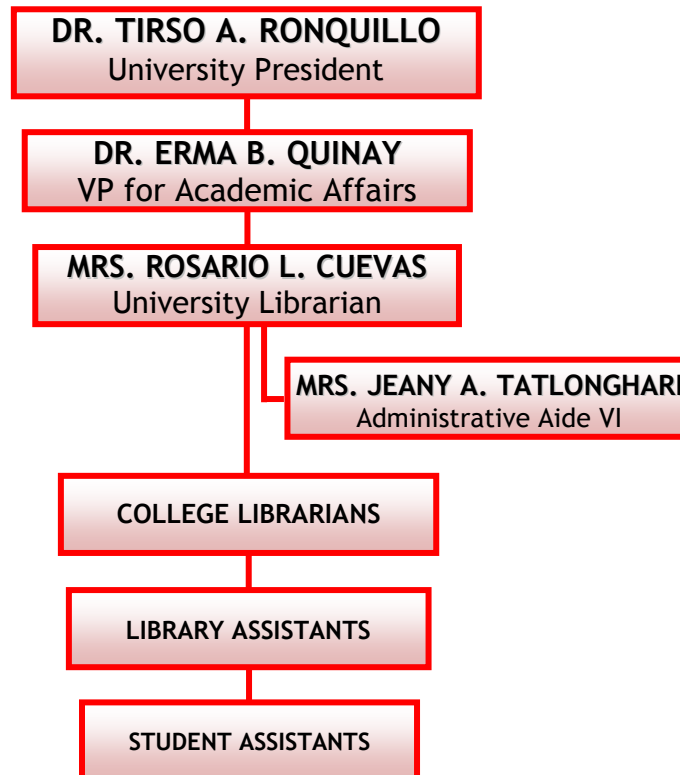 DR. TIRSO A. RONQUILLO
University President
DR. ERMA B. QUINAY
VP for Academic Affairs
MRS. ROSARIO L. CUEVAS
University Librarian
MRS. JEANY A. TATLONGHARI
Administrative Aide VI
COLLEGE LIBRARIANS
LIBRARY ASSISTANTS
STUDENT ASSISTANTS